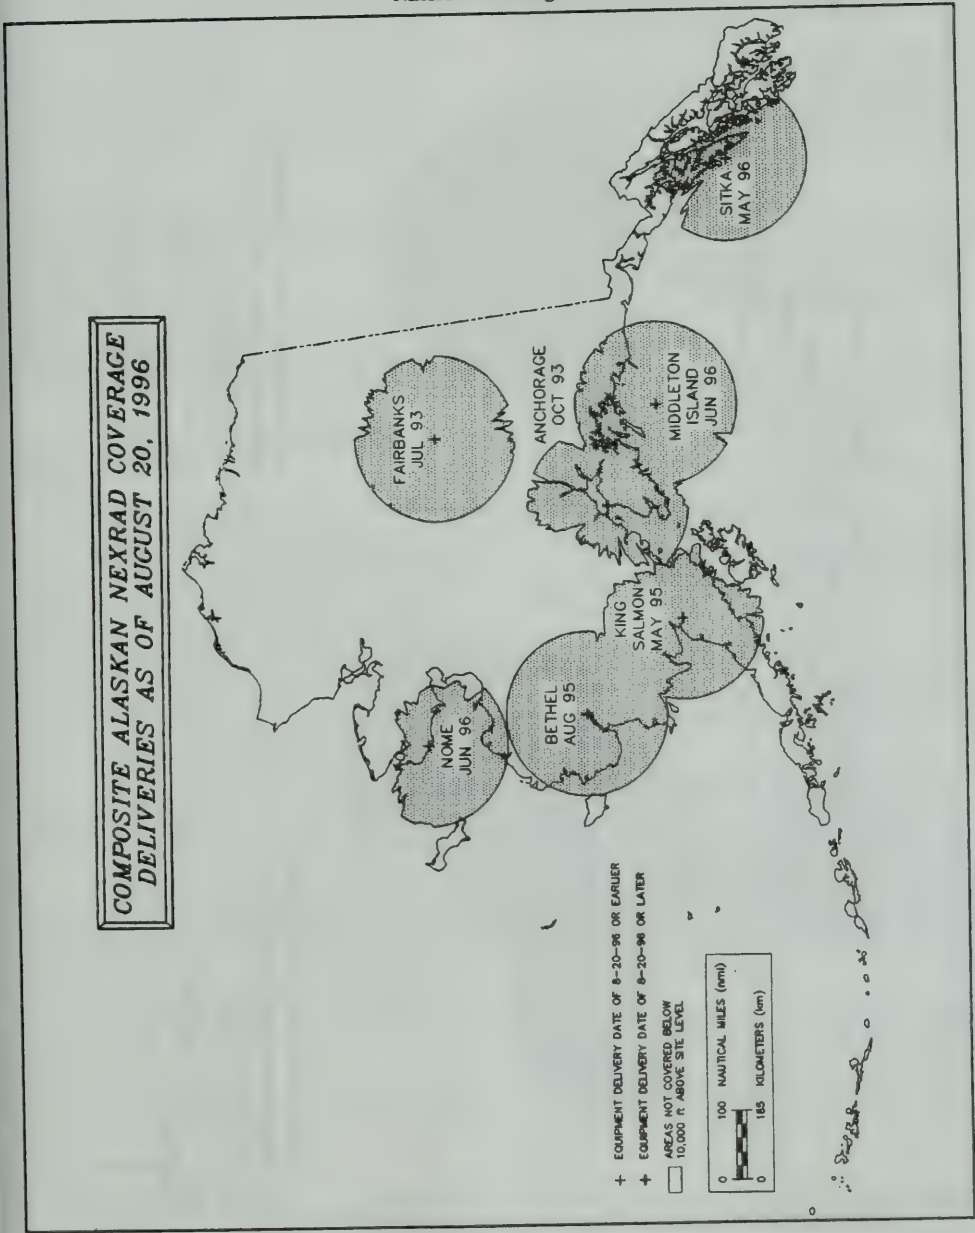 COMPOSITE ALASKAN NEXRAD COVERAGE
DELIVERIES AS OF AUGUST 20, 1996
FAIRBANKS
JUL 93
ANCHORAGE
OCT 93
MIDDLETON
ISLAND
JUN 96
SITKA
MAY 96
KING
SALMON
MAY 95
BETHEL
AUG 95
NOME
JUN 96
+ EQUIPMENT DELIVERY DATE OF 8-20-96 OR EARLIER
+ EQUIPMENT DELIVERY DATE OF 8-20-96 OR LATER
AREAS NOT COVERED BELOW
10,000 ft ABOVE SITE LEVEL
0 100 NAUTICAL MILES (nmi)
0 185 KILOMETERS (km)